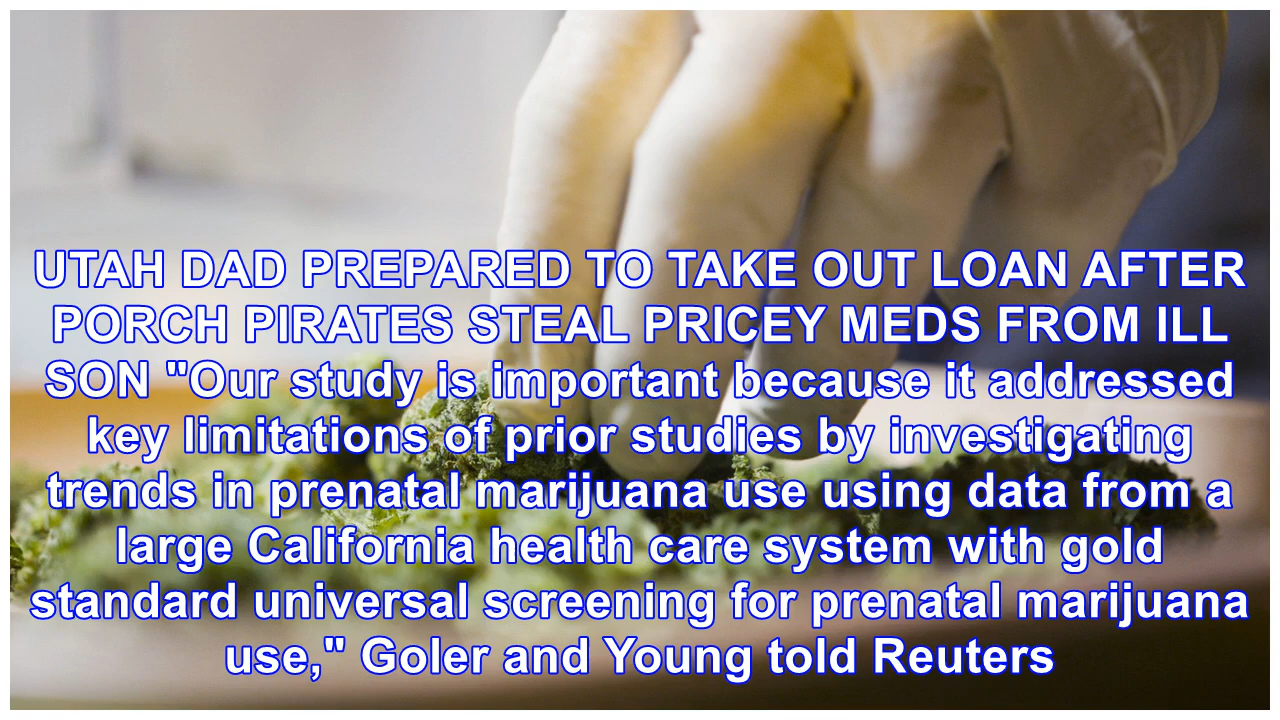 UTAH DAD PREPARED TO TAKE OUT LOAN AFTER
PORCH PIRATES STEAL PRICEY MEDS FROM ILL
SON "Our study is important because it addressed
key limitations of prior studies by investigating
trends in prenatal marijuana use using data from a
large California health care system with gold
standard universal screening for prenatal marijuana
use," Goler and Young told Reuters